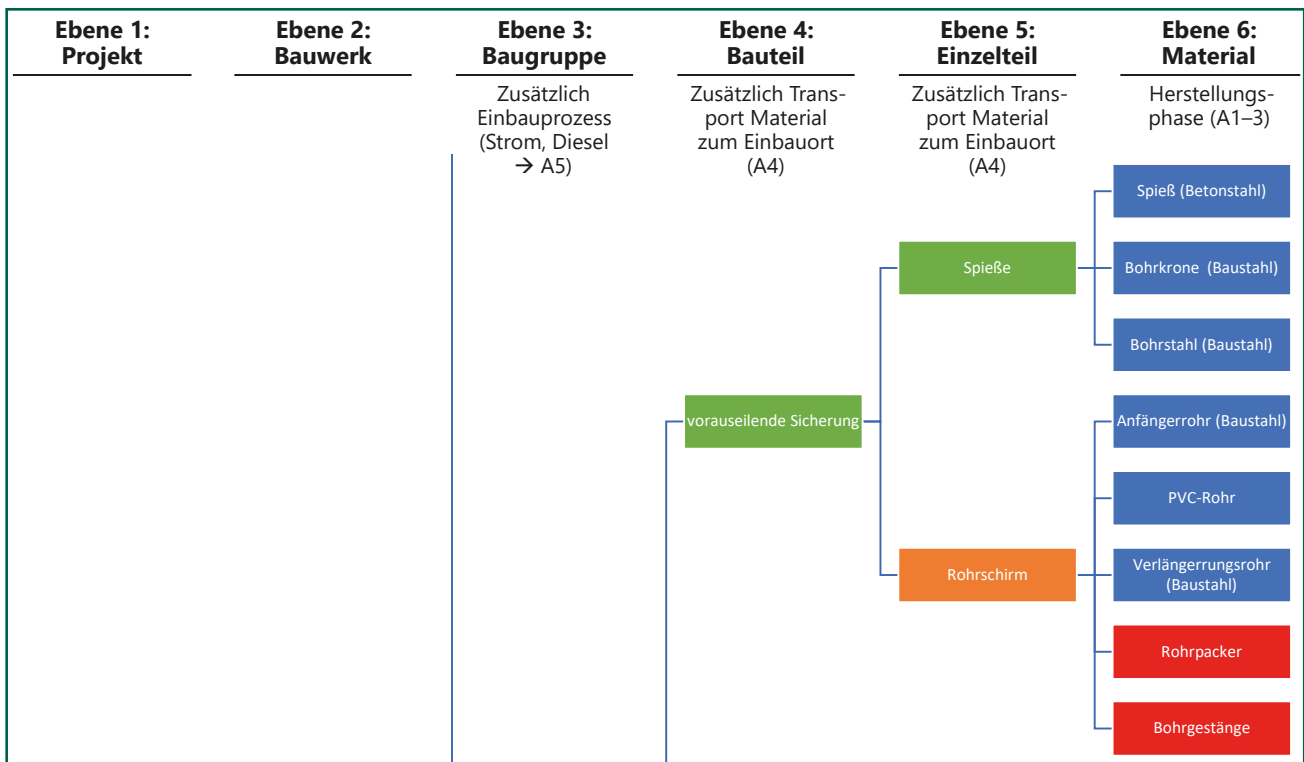 Ebene 1:
Projekt
Ebene 2:
Bauwerk
Ebene 3:
Baugruppe
Zusätzlich
Einbauprozess
(Strom, Diesel
→ A5)
Ebene 4:
Bauteil
Zusätzlich Trans-
port Material
zum Einbauort
(A4)
Ebene 5:
Einzelteil
Zusätzlich Trans-
port Material
zum Einbauort
(A4)
Ebene 6:
Material
Herstellungs-
phase (A1–3)
Spieß (Betonstahl)
Spieße
Bohrkrone (Baustahl)
Bohrstahl (Baustahl)
vorauseilende Sicherung
Anfängerrohr (Baustahl)
PVC-Rohr
Rohrschirm
Verlängerrungsrohr
(Baustahl)
Rohrpacker
Bohrgestänge